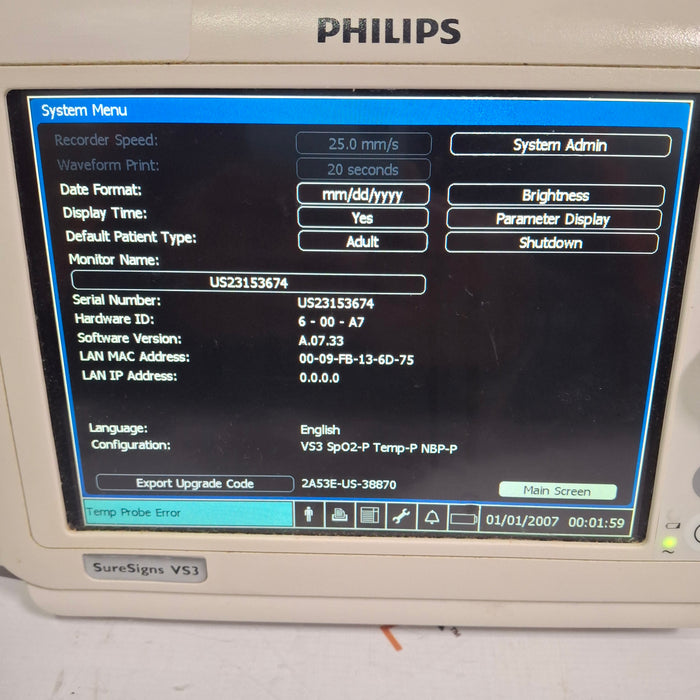 PHILIPS
System Menu
Recorder Speed: 25.0 mm/s System Admin
Waveform Print: 20 seconds
Date Format: mm/dd/yyyy Brightness
Display Time: Yes Parameter Display
Default Patient Type: Adult Shutdown
Monitor Name:
US23153674
Serial Number: US23153674
Hardware ID: 6 - 00 - A7
Software Version: A.07.33
LAN MAC Address: 00-09-FB-13-6D-75
LAN IP Address: 0.0.0.0
Language: English
Configuration: VS3 SpO2-P Temp-P NBP-P
Export Upgrade Code 2A53E-US-38870 Main Screen
Temp Probe Error 01/01/2007 00:01:59
SureSigns VS3